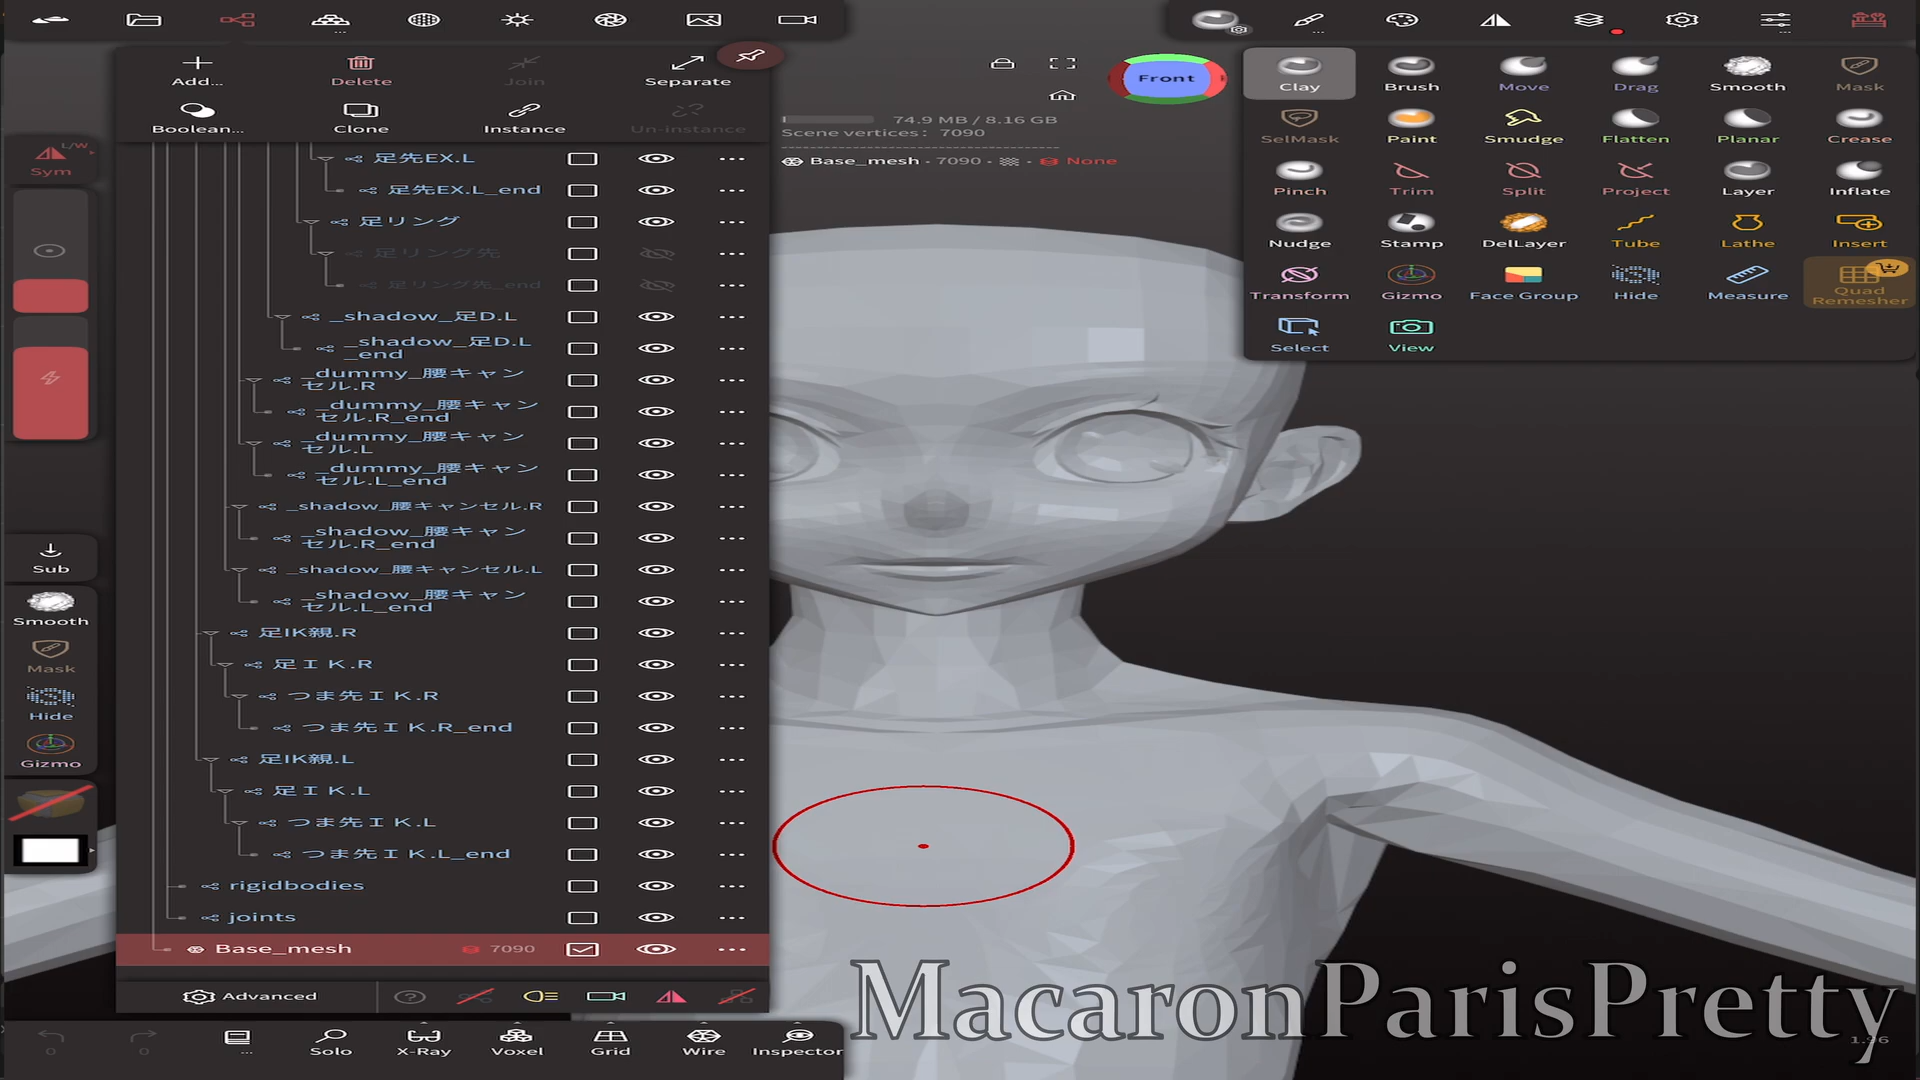 Add...
Delete
Join
Separate
Boolean...
Clone
Instance
Un-instance
Front
74.9 MB / 8.16 GB
Scene vertices: 7090
Base_mesh · 7090 · · None
L/W
Sym
Sub
Smooth
Mask
Hide
Gizmo
足先EX.L
足先EX.L_end
足リング
足リング先
足リング先_end
_shadow_足D.L
_shadow_足D.L
_end
_dummy_腰キャン
セル.R
_dummy_腰キャン
セル.R_end
_dummy_腰キャン
セル.L
_dummy_腰キャン
セル.L_end
_shadow_腰キャンセル.R
_shadow_腰キャン
セル.R_end
_shadow_腰キャンセル.L
_shadow_腰キャン
セル.L_end
足IK親.R
足ＩＫ.R
つま先ＩＫ.R
つま先ＩＫ.R_end
足IK親.L
足ＩＫ.L
つま先ＩＫ.L
つま先ＩＫ.L_end
rigidbodies
joints
Base_mesh 7090
Advanced
0
0
...
Solo
X-Ray
Voxel
Grid
Wire
Inspector
Clay
Brush
Move
Drag
Smooth
Mask
SelMask
Paint
Smudge
Flatten
Planar
Crease
Pinch
Trim
Split
Project
Layer
Inflate
Nudge
Stamp
DelLayer
Tube
Lathe
Insert
Transform
Gizmo
Face Group
Hide
Measure
Quad
Remesher
Select
View
MacaronParisPretty
1.96